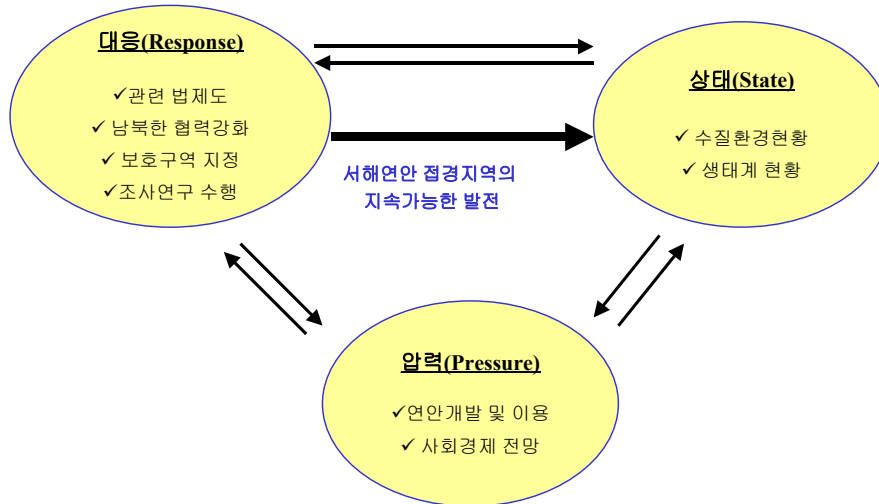 대응(Response)
✓관련 법제도
✓ 남북한 협력강화
✓ 보호구역 지정
✓조사연구 수행
상태(State)
✓ 수질환경현황
✓ 생태계 현황
서해연안 접경지역의
지속가능한 발전
압력(Pressure)
✓연안개발 및 이용
✓ 사회경제 전망